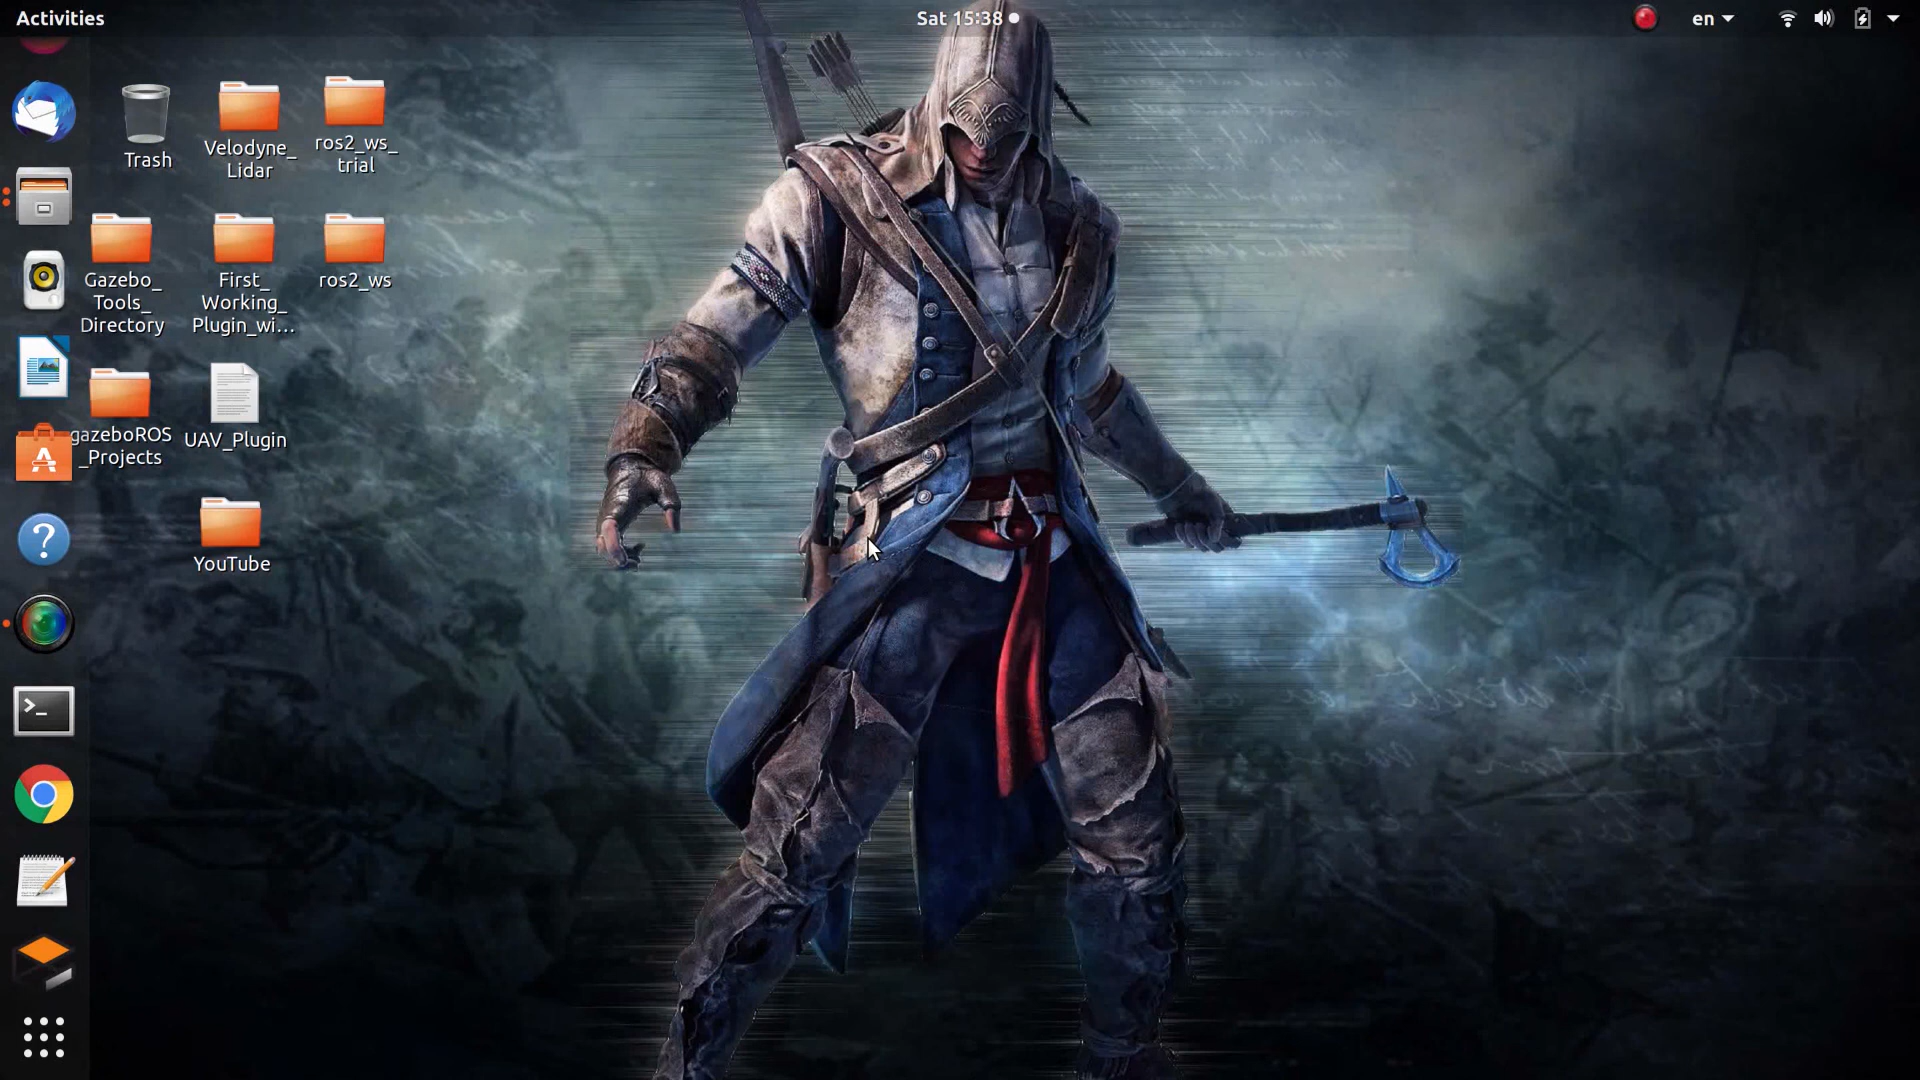 Activities
Sat 15:38
en
Trash
Velodyne_
Lidar
ros2_ws_
trial
Gazebo_
Tools_
Directory
First_
Working_
Plugin_wi...
ros2_ws
gazeboROS
_Projects
UAV_Plugin
YouTube